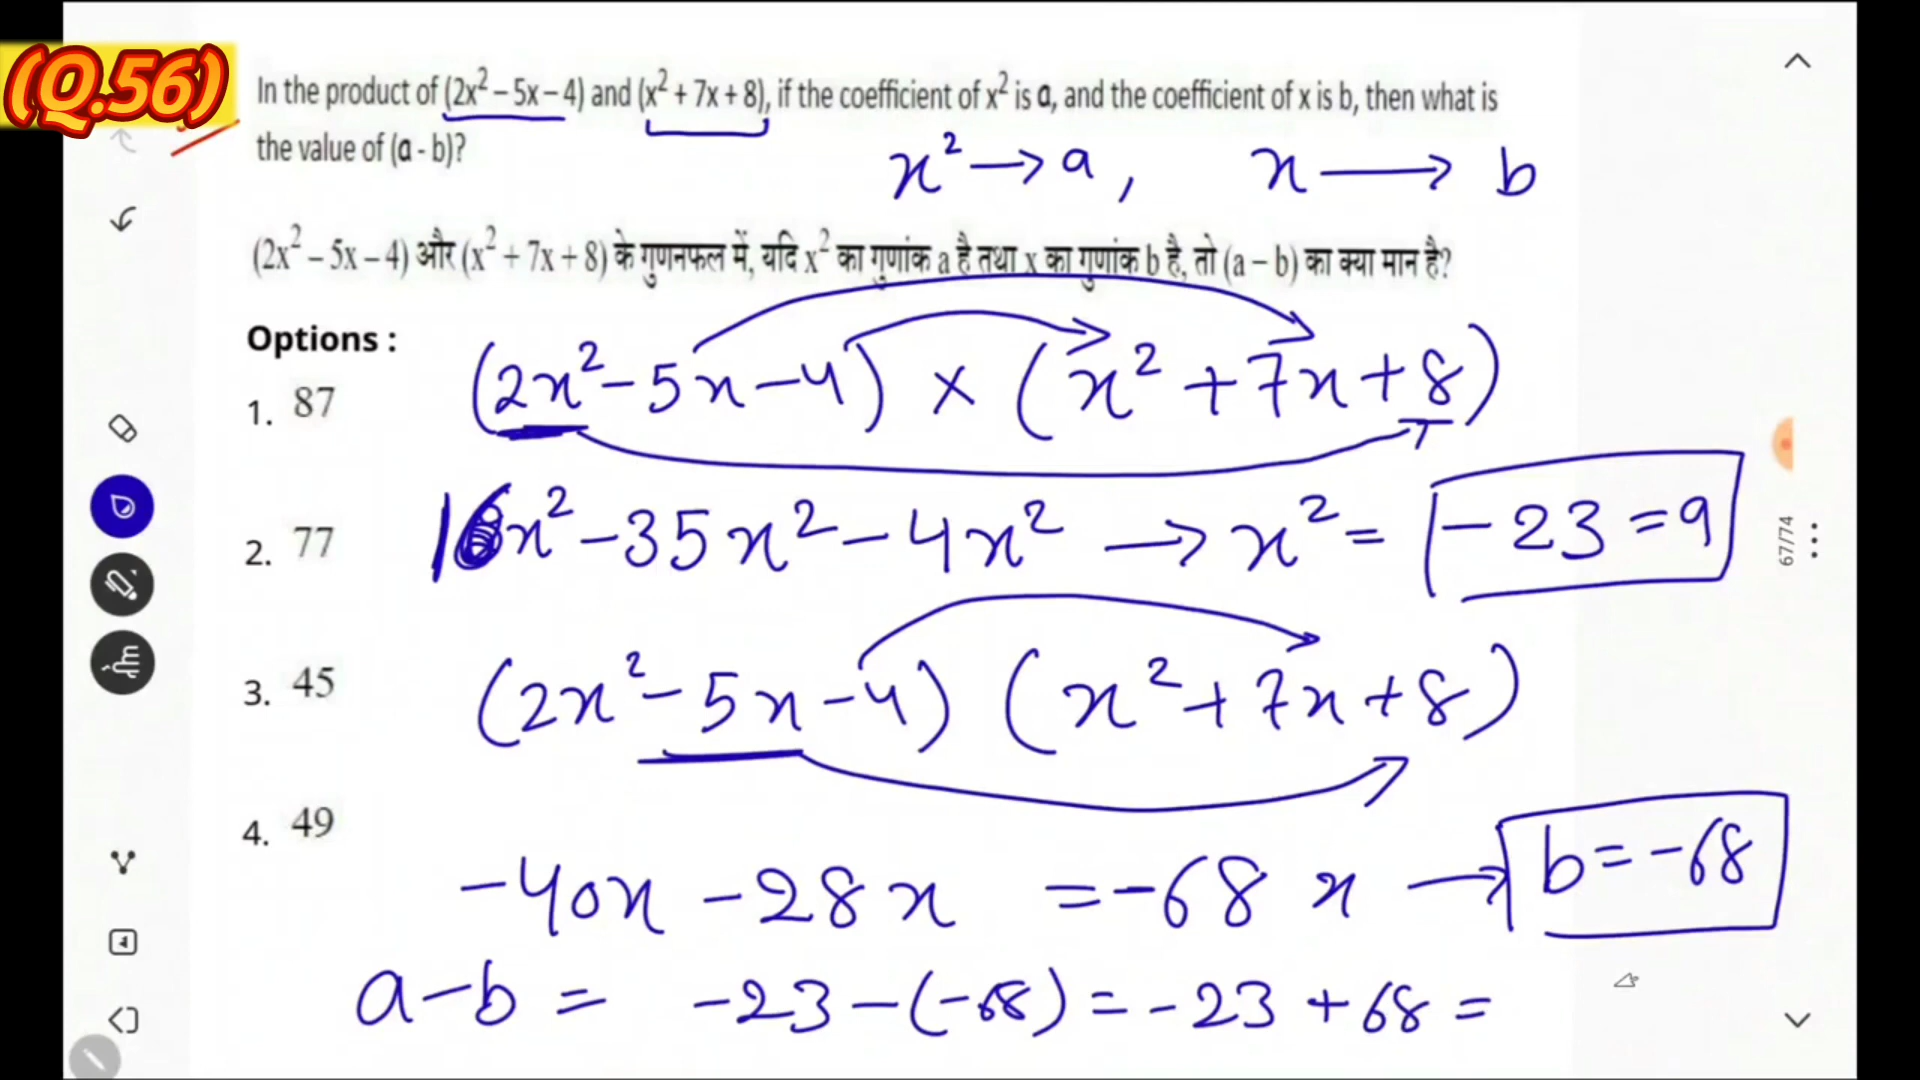 (Q.56)
In the product of (2x² – 5x – 4) and (x² + 7x + 8), if the coefficient of x² is a, and the coefficient of x is b, then what is
the value of (a - b)?
x² → a, x → b
(2x² – 5x – 4) और (x² + 7x + 8) के गुणनफल में, यदि x² का गुणांक a है तथा x का गुणांक b है, तो (a – b) का क्या मान है?
Options :
(2x² - 5x - 4) × (x² + 7x + 8)
1. 87
16x² - 35x² - 4x² → x² = -23 = a
2. 77
67/74
(2x² - 5x - 4) (x² + 7x + 8)
3. 45
4. 49
-40x - 28x = -68x → b = -68
a - b = -23 - (-68) = -23 + 68 =